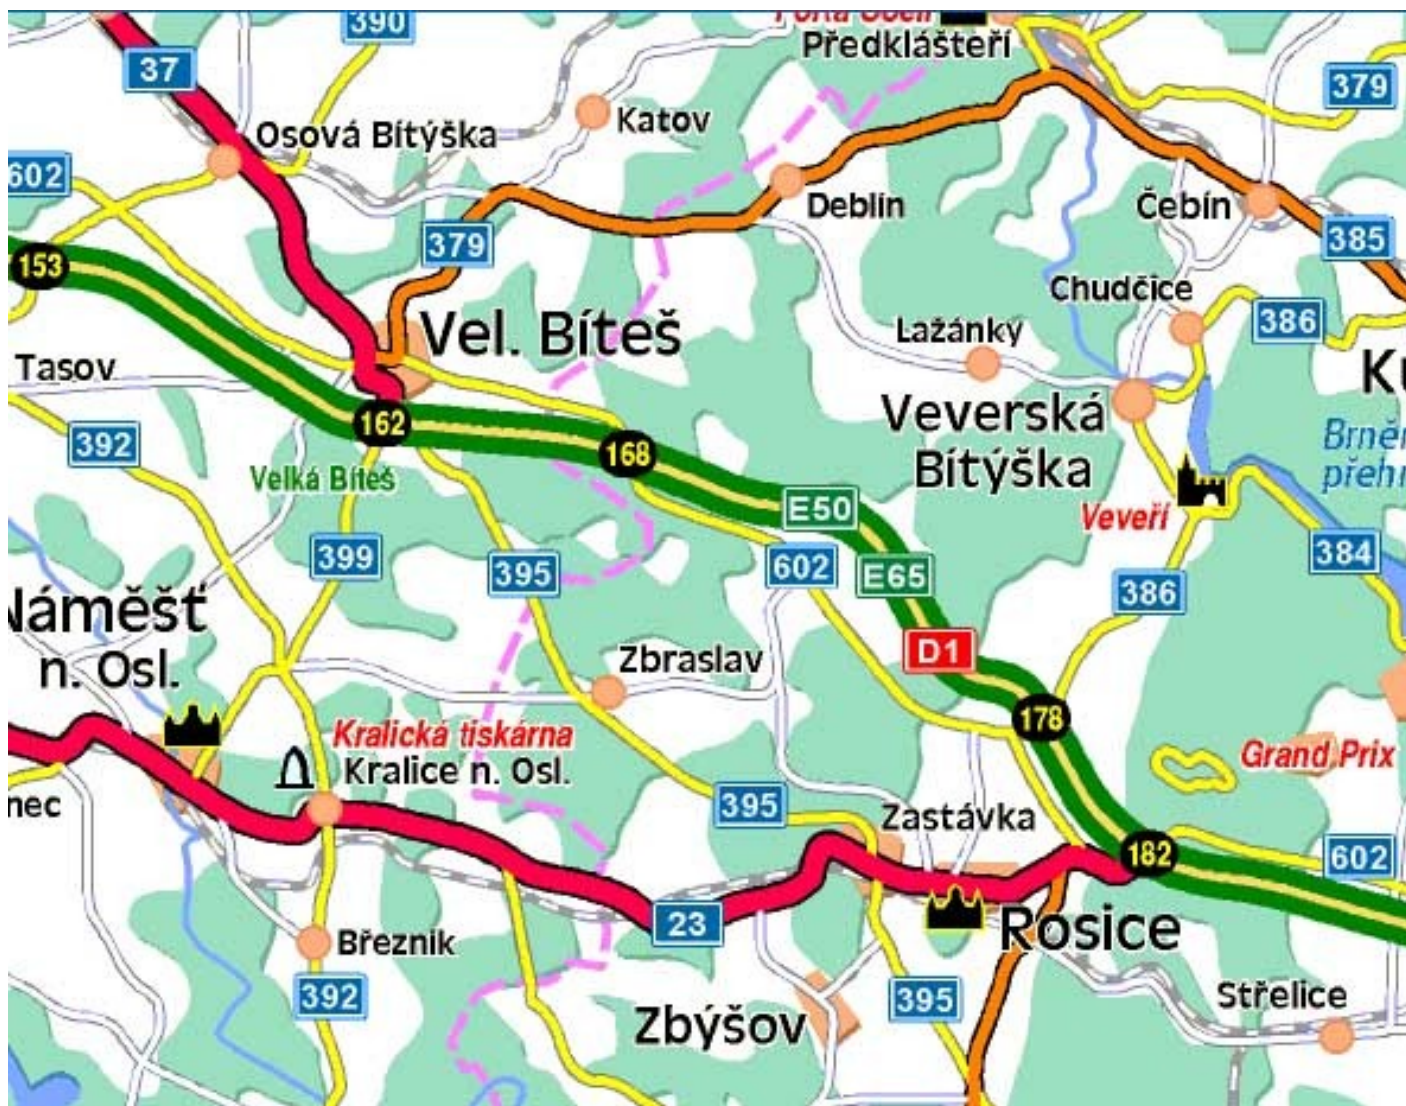 390
Porta Coeli
Předklášteří
37
379
Katov
Osová Bítýška
602
Deblín
Čebín
379
385
153
Chudčice
386
Vel. Bíteš
Lažánky
Tasov
Veverská
Bítýška
162
392
168
Velká Bíteš
E50
Veveří
399
395
602
E65
384
386
Náměšť
n. Osl.
D1
Zbraslav
178
Kralická tiskárna
Kralice n. Osl.
Grand Prix
395
Zastávka
182
602
23
Rosice
Březník
392
395
Střelice
Zbýšov